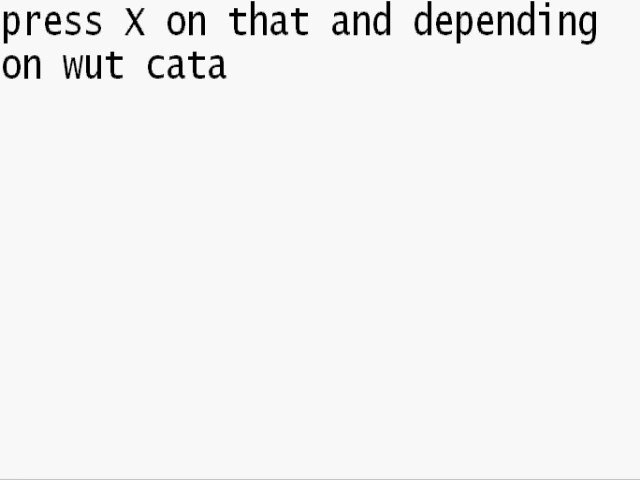 press X on that and depending
on wut cata